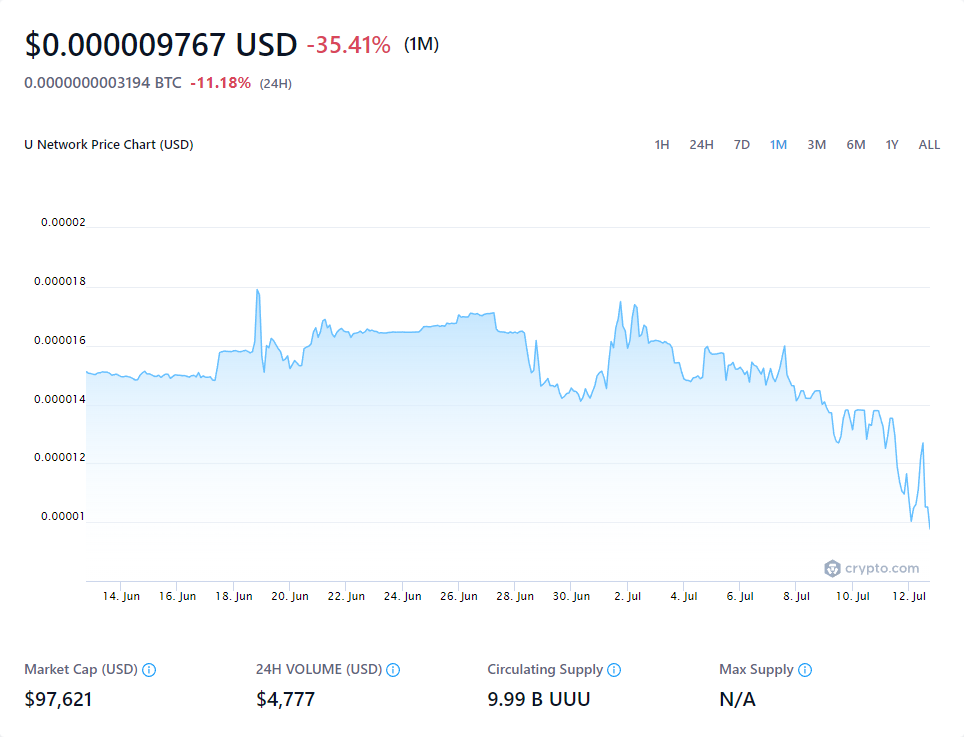 $0.000009767 USD -35.41% (1M)
0.0000000003194 BTC -11.18% (24H)
U Network Price Chart (USD) 1H 24H 7D 1M 3M 6M 1Y ALL
0.00002
0.000018
0.000016
0.000014
0.000012
0.00001
crypto.com
14. Jun 16. Jun 18. Jun 20. Jun 22. Jun 24. Jun 26. Jun 28. Jun 30. Jun 2. Jul 4. Jul 6. Jul 8. Jul 10. Jul 12. Jul
Market Cap (USD) 24H VOLUME (USD) Circulating Supply Max Supply
$97,621 $4,777 9.99 B UUU N/A